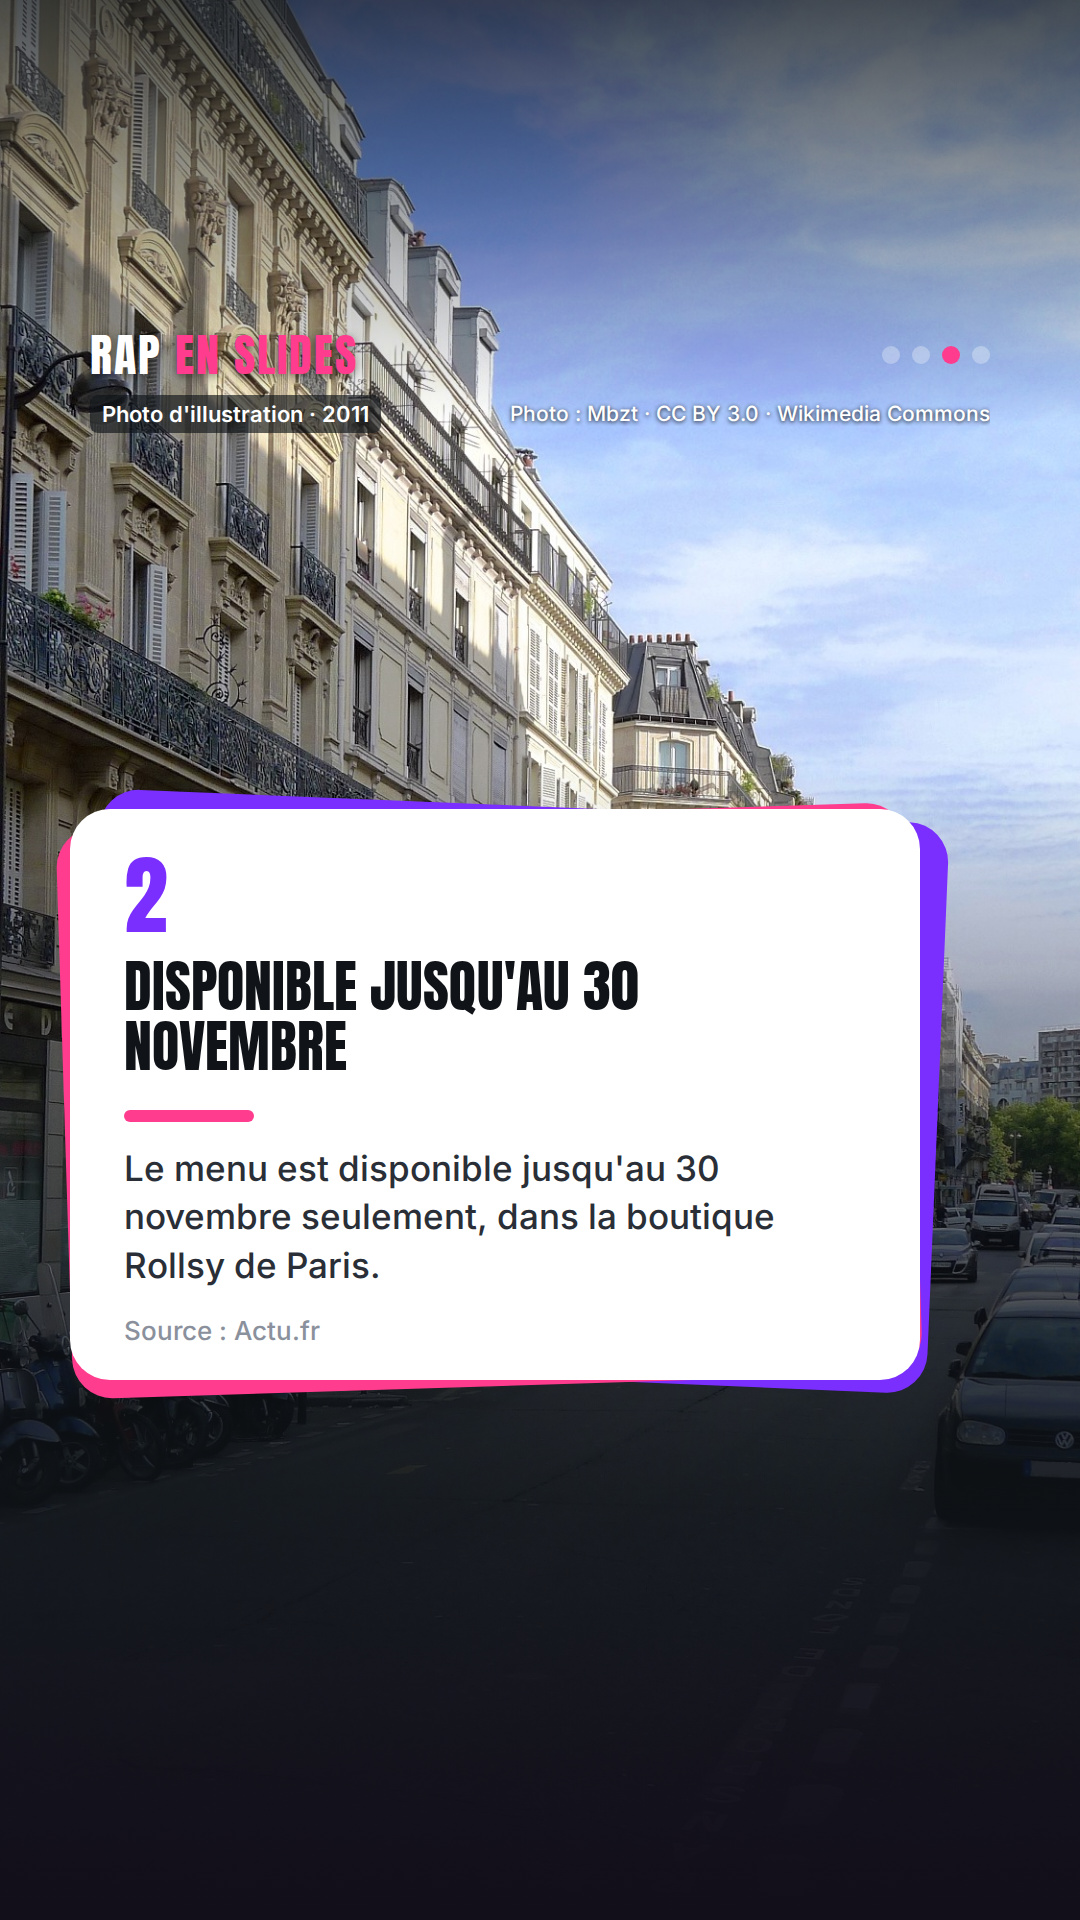 RAP EN SLIDES
Photo d'illustration · 2011
Photo : Mbzt · CC BY 3.0 · Wikimedia Commons
2
DISPONIBLE JUSQU'AU 30
NOVEMBRE
Le menu est disponible jusqu'au 30
novembre seulement, dans la boutique
Rollsy de Paris.
Source : Actu.fr